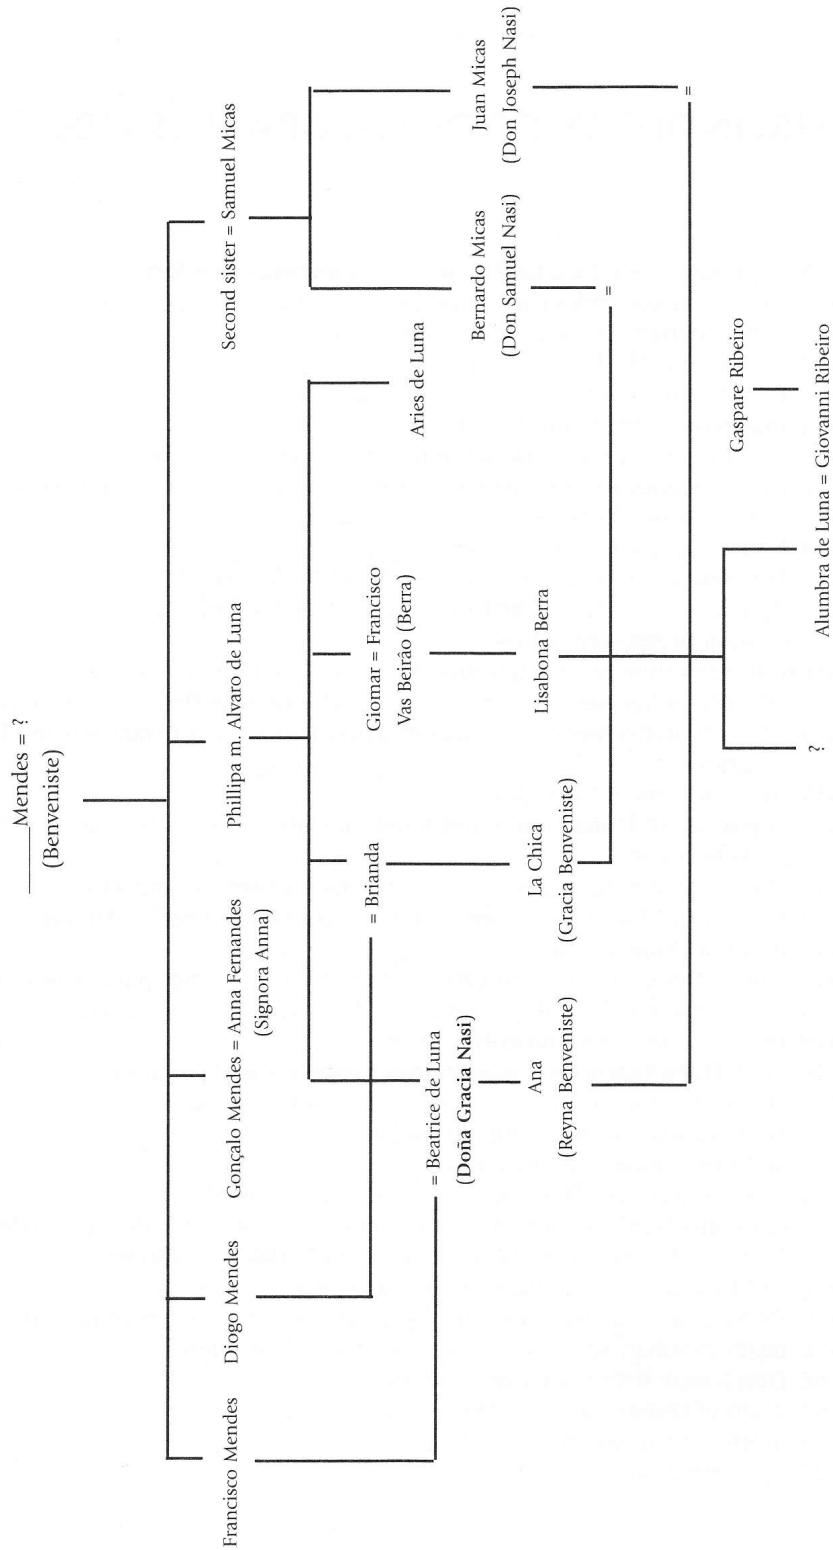 ____Mendes = ?
(Benveniste)
Francisco Mendes
Diogo Mendes
Gonçalo Mendes = Anna Fernandes
(Signora Anna)
Phillipa m. Alvaro de Luna
Second sister = Samuel Micas
= Beatrice de Luna
(Doña Gracia Nasi)
= Brianda
Giomar = Francisco
Vas Beirâo (Berra)
Aries de Luna
Bernardo Micas
(Don Samuel Nasi)
Juan Micas
(Don Joseph Nasi)
Ana
(Reyna Benveniste)
La Chica
(Gracia Benveniste)
Lisabona Berra
=
=
Gaspare Ribeiro
?
Alumbra de Luna = Giovanni Ribeiro